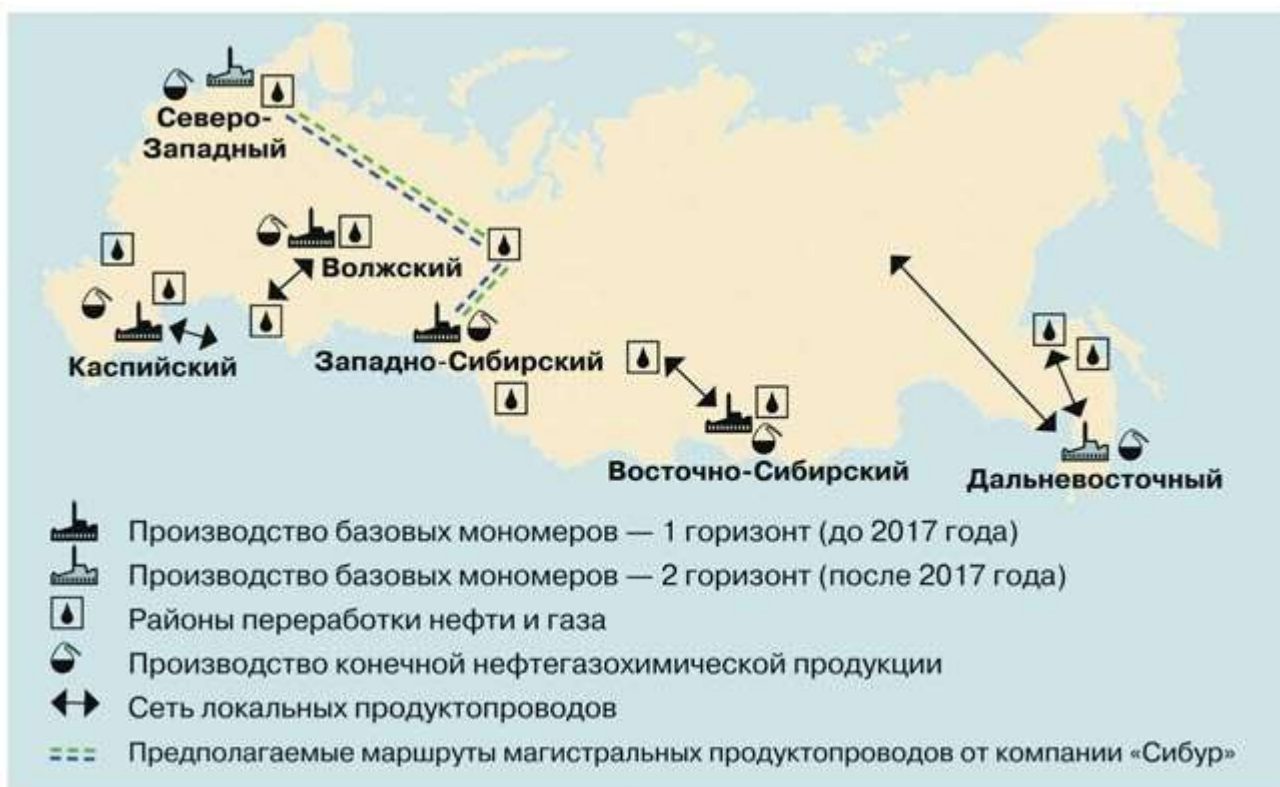 Северо-
Западный
Волжский
Каспийский
Западно-Сибирский
Восточно-Сибирский
Дальневосточный
Производство базовых мономеров — 1 горизонт (до 2017 года)
Производство базовых мономеров — 2 горизонт (после 2017 года)
Районы переработки нефти и газа
Производство конечной нефтегазохимической продукции
Сеть локальных продуктопроводов
Предполагаемые маршруты магистральных продуктопроводов от компании «Сибур»